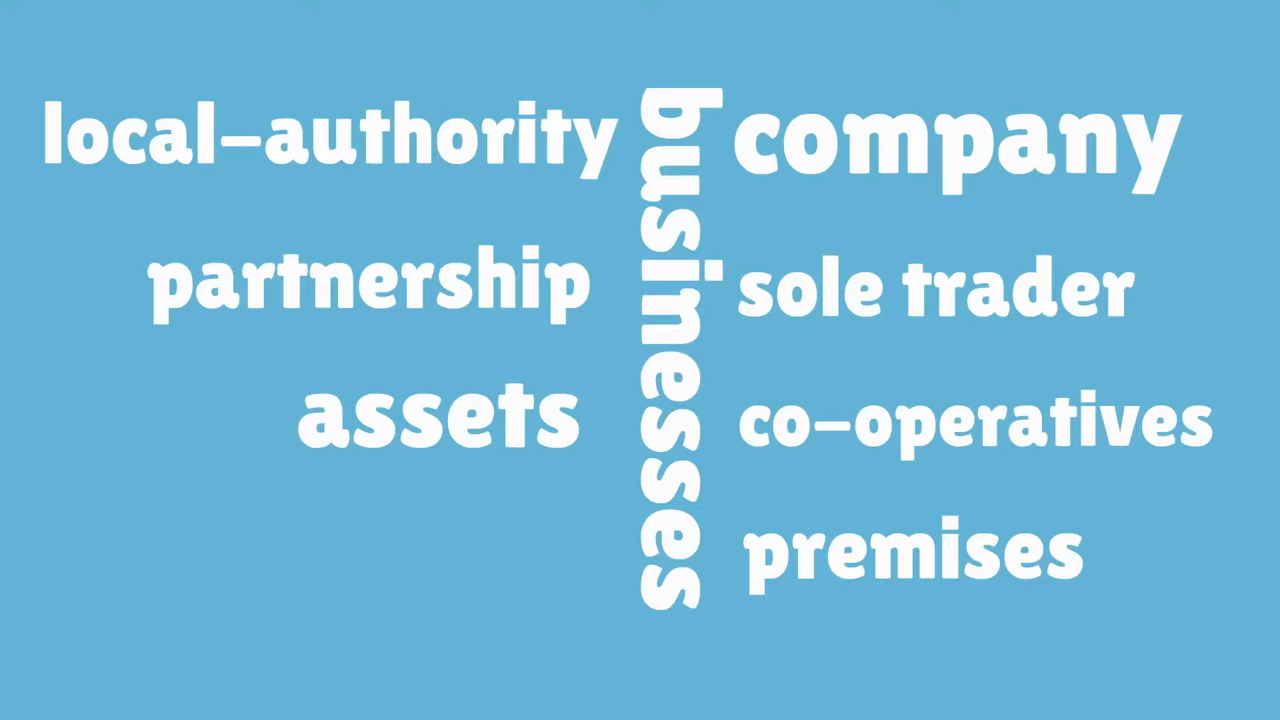 local-authority
partnership
assets
businesses
company
sole trader
co-operatives
premises